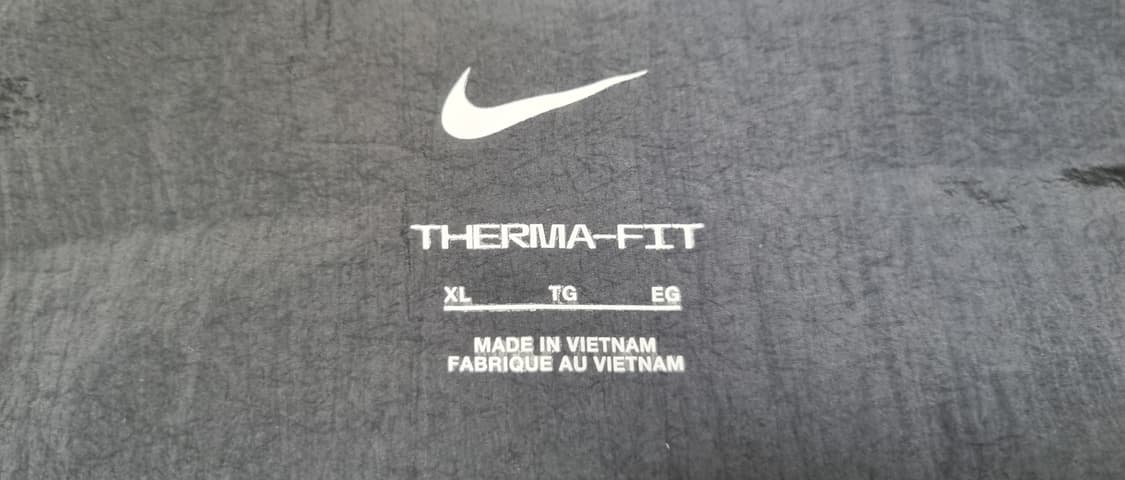 THERMA-FIT
XL TG EG
MADE IN VIETNAM
FABRIQUE AU VIETNAM